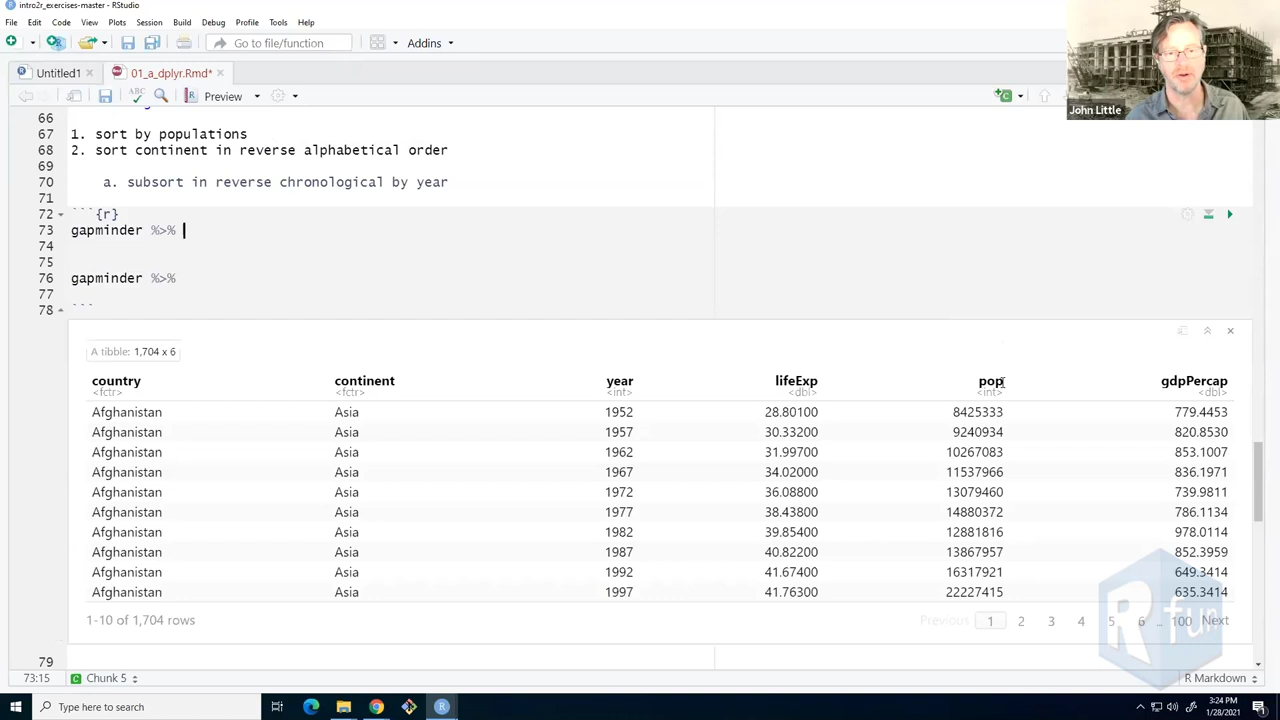 intro2r_exercises-master - RStudio
File Edit Code View Plots Session Build Debug Profile Tools Help
Go to file/function Addins
Untitled1 01_a_dplyr.Rmd*
ABC Preview
John Little
66
67 1. sort by populations
68 2. sort continent in reverse alphabetical order
69
70 a. subsort in reverse chronological by year
71
72 ```{r}
73 gapminder %>%
74
75
76 gapminder %>%
77
78 ```
A tibble: 1,704 x 6
country continent year lifeExp pop gdpPercap
<fctr> <fctr> <int> <dbl> <int> <dbl>
Afghanistan Asia 1952 28.80100 8425333 779.4453
Afghanistan Asia 1957 30.33200 9240934 820.8530
Afghanistan Asia 1962 31.99700 10267083 853.1007
Afghanistan Asia 1967 34.02000 11537966 836.1971
Afghanistan Asia 1972 36.08800 13079460 739.9811
Afghanistan Asia 1977 38.43800 14880372 786.1134
Afghanistan Asia 1982 39.85400 12881816 978.0114
Afghanistan Asia 1987 40.82200 13867957 852.3959
Afghanistan Asia 1992 41.67400 16317921 649.3414
Afghanistan Asia 1997 41.76300 22227415 635.3414
1-10 of 1,704 rows Previous 1 2 3 4 5 6 ... 100 Next
R fun
79
73:15 Chunk 5 R Markdown
Type here to search
3:24 PM
1/28/2021